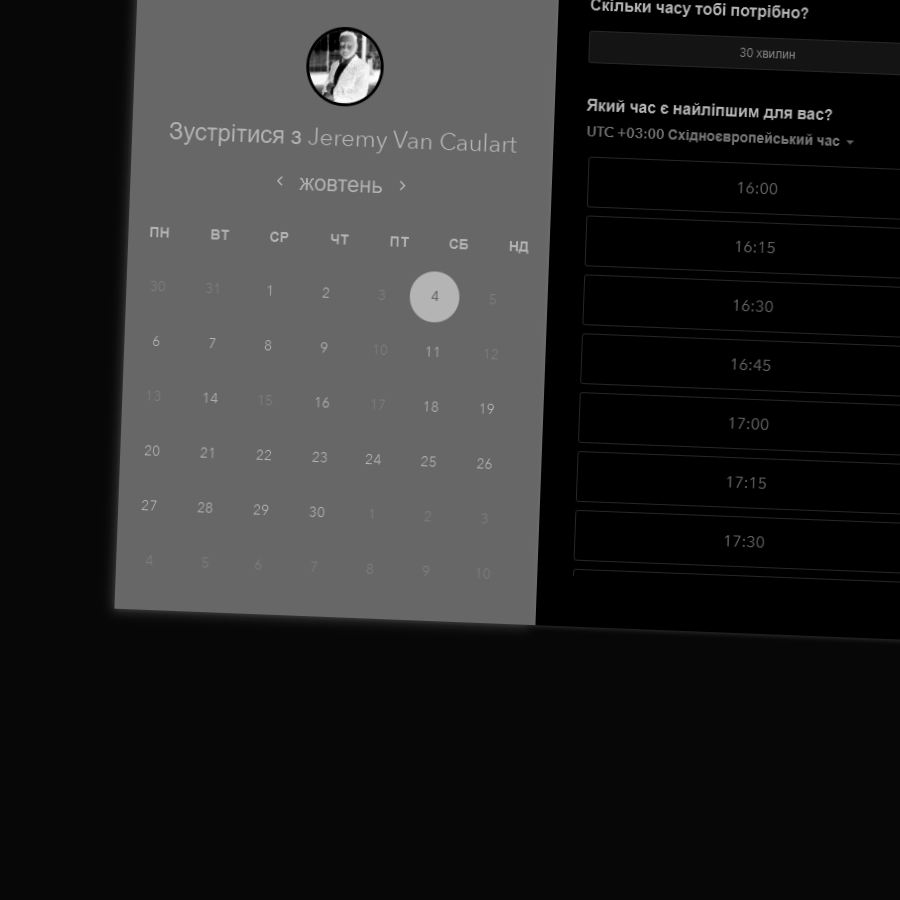 Зустрітися з Jeremy Van Caulart
жовтень
ПН ВТ СР ЧТ ПТ СБ НД
30 31 1 2 3 4 5
6 7 8 9 10 11 12
13 14 15 16 17 18 19
20 21 22 23 24 25 26
27 28 29 30 1 2 3
4 5 6 7 8 9 10
Скільки часу тобі потрібно?
30 хвилин
Який час є найліпшим для вас?
UTC +03:00 Східноєвропейський час
16:00
16:15
16:30
16:45
17:00
17:15
17:30